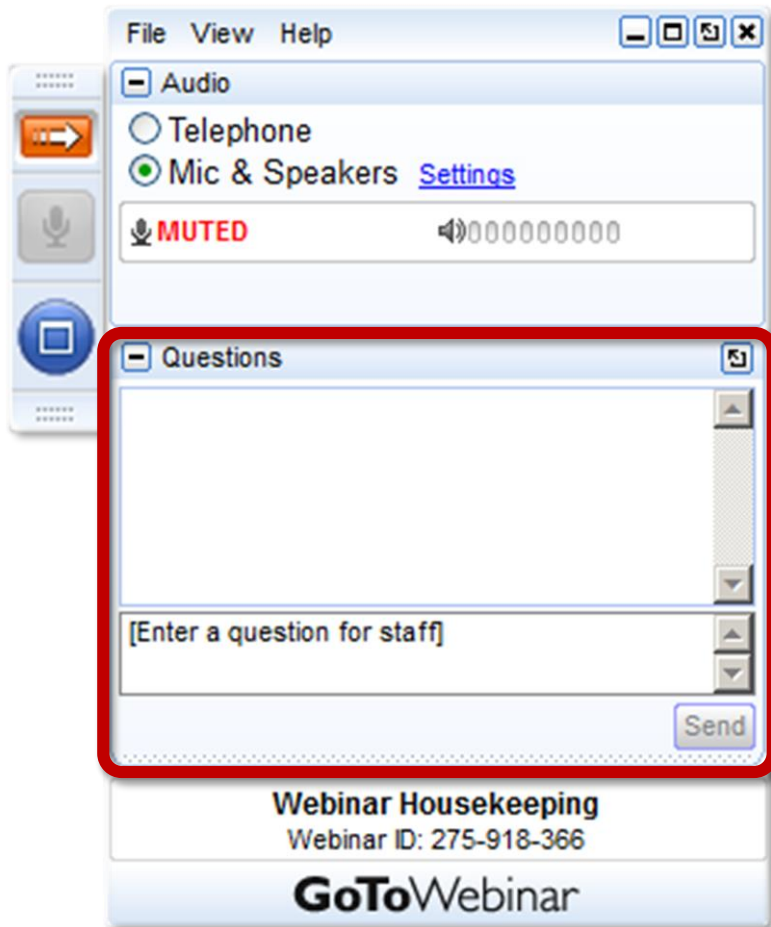 File View Help
Audio
Telephone
Mic & Speakers Settings
MUTED 000000000
Questions
[Enter a question for staff]
Send
Webinar Housekeeping
Webinar ID: 275-918-366
GoToWebinar